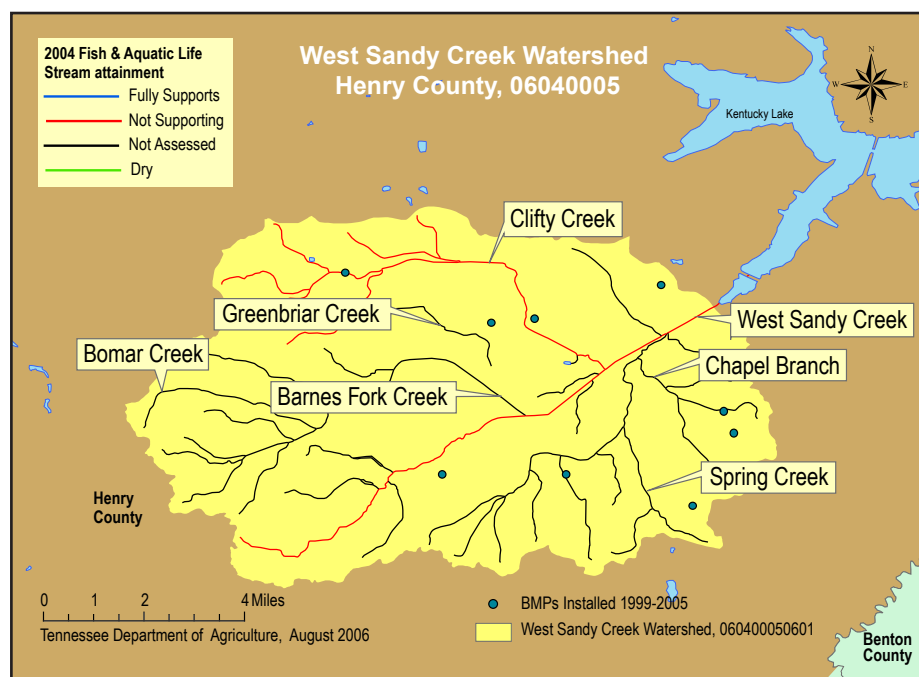 West Sandy Creek Watershed
Henry County, 06040005
2004 Fish & Aquatic Life
Stream attainment
Fully Supports
Not Supporting
Not Assessed
Dry
N
W
E
S
Kentucky Lake
Clifty Creek
Greenbriar Creek
West Sandy Creek
Bomar Creek
Chapel Branch
Barnes Fork Creek
Spring Creek
Henry
County
0 1 2 4 Miles
Tennessee Department of Agriculture, August 2006
BMPs Installed 1999-2005
West Sandy Creek Watershed, 060400050601
Benton
County